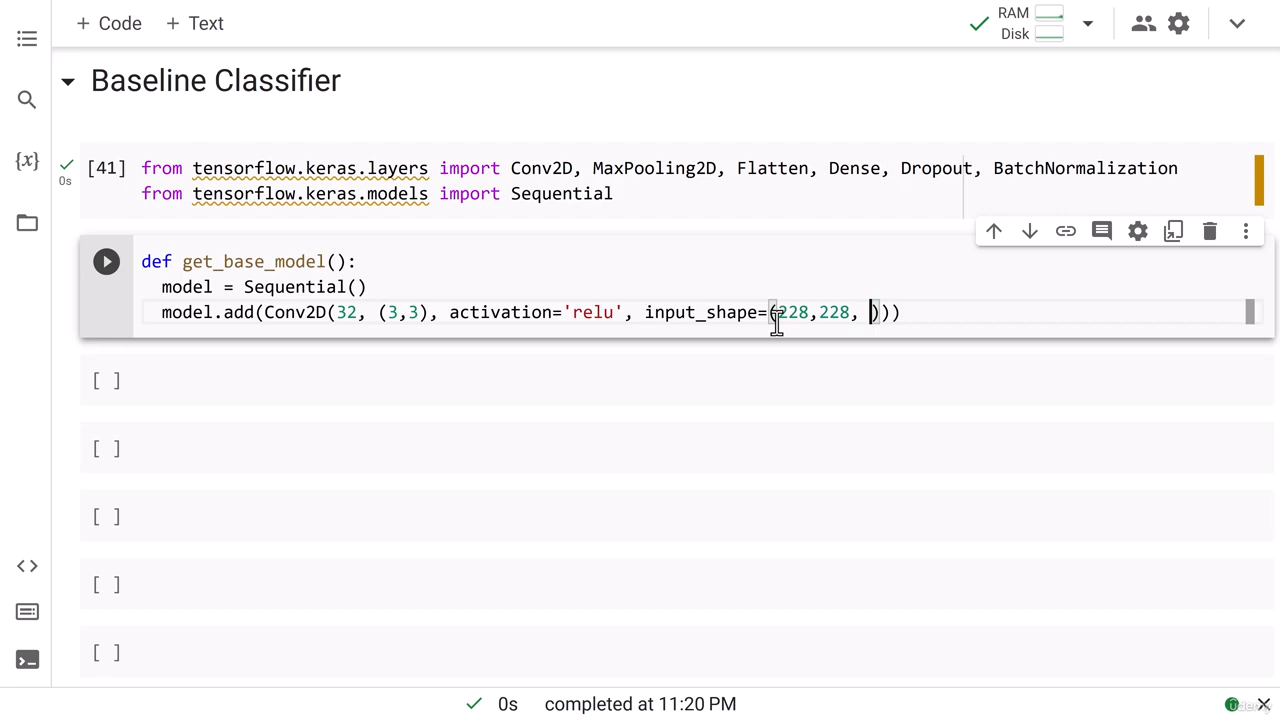 + Code + Text
RAM
Disk
Baseline Classifier
{x}
[41] from tensorflow.keras.layers import Conv2D, MaxPooling2D, Flatten, Dense, Dropout, BatchNormalization
0s
from tensorflow.keras.models import Sequential
def get_base_model():
model = Sequential()
model.add(Conv2D(32, (3,3), activation='relu', input_shape=(228,228, )))
[ ]
[ ]
[ ]
[ ]
[ ]
0s completed at 11:20 PM
udemy